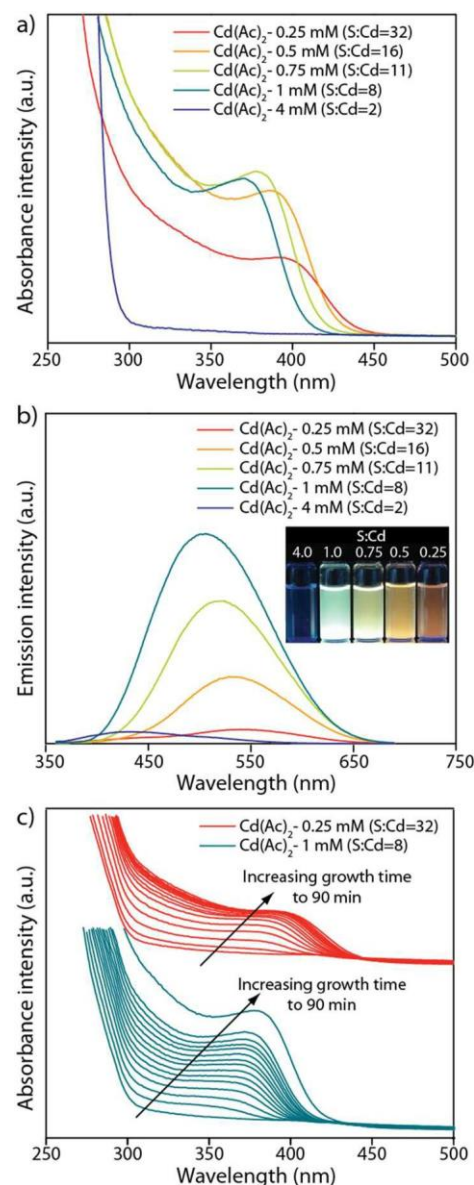 a)
Absorbance intensity (a.u.)
Cd(Ac)₂- 0.25 mM (S:Cd=32)
Cd(Ac)₂- 0.5 mM (S:Cd=16)
Cd(Ac)₂- 0.75 mM (S:Cd=11)
Cd(Ac)₂- 1 mM (S:Cd=8)
Cd(Ac)₂- 4 mM (S:Cd=2)
250 300 350 400 450 500
Wavelength (nm)
b)
Emission intensity (a.u.)
Cd(Ac)₂- 0.25 mM (S:Cd=32)
Cd(Ac)₂- 0.5 mM (S:Cd=16)
Cd(Ac)₂- 0.75 mM (S:Cd=11)
Cd(Ac)₂- 1 mM (S:Cd=8)
Cd(Ac)₂- 4 mM (S:Cd=2)
S:Cd
4.0 1.0 0.75 0.5 0.25
350 450 550 650 750
Wavelength (nm)
c)
Absorbance intensity (a.u.)
Cd(Ac)₂- 0.25 mM (S:Cd=32)
Cd(Ac)₂- 1 mM (S:Cd=8)
Increasing growth time
to 90 min
Increasing growth time
to 90 min
250 300 350 400 450 500
Wavelength (nm)